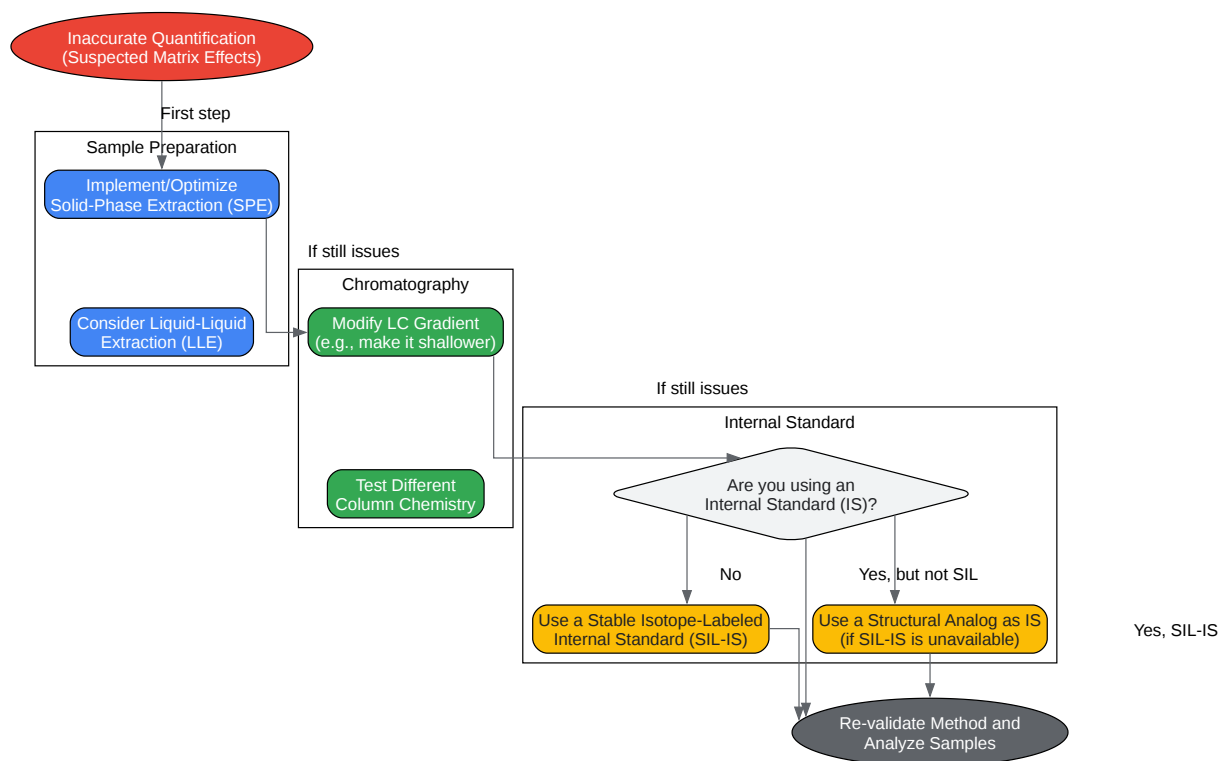 Inaccurate Quantification
(Suspected Matrix Effects)
First step
Sample Preparation
Implement/Optimize
Solid-Phase Extraction (SPE)
If still issues
Chromatography
Consider Liquid-Liquid
Extraction (LLE)
Modify LC Gradient
(e.g., make it shallower)
If still issues
Internal Standard
Test Different
Column Chemistry
Are you using an
Internal Standard (IS)?
No
Yes, but not SIL
Use a Stable Isotope-Labeled
Internal Standard (SIL-IS)
Use a Structural Analog as IS
(if SIL-IS is unavailable)
Yes, SIL-IS
Re-validate Method and
Analyze Samples